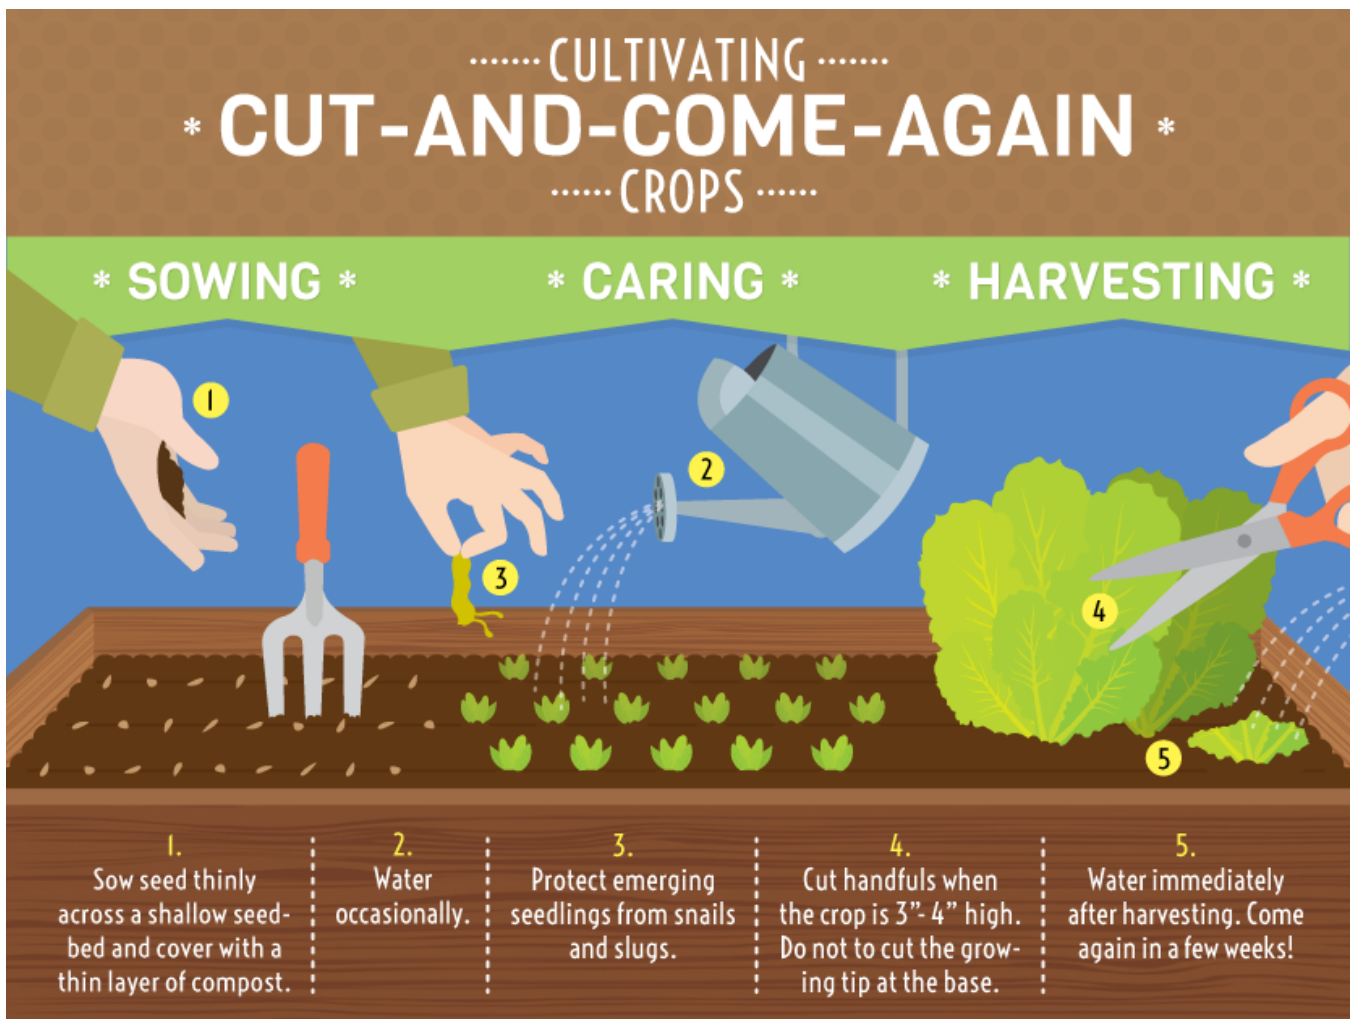 CULTIVATING
* CUT-AND-COME-AGAIN *
CROPS
* SOWING *
* CARING *
* HARVESTING *
1
2
3
4
5
1.
Sow seed thinly
across a shallow seed-
bed and cover with a
thin layer of compost.
2.
Water
occasionally.
3.
Protect emerging
seedlings from snails
and slugs.
4.
Cut handfuls when
the crop is 3”- 4” high.
Do not to cut the grow-
ing tip at the base.
5.
Water immediately
after harvesting. Come
again in a few weeks!